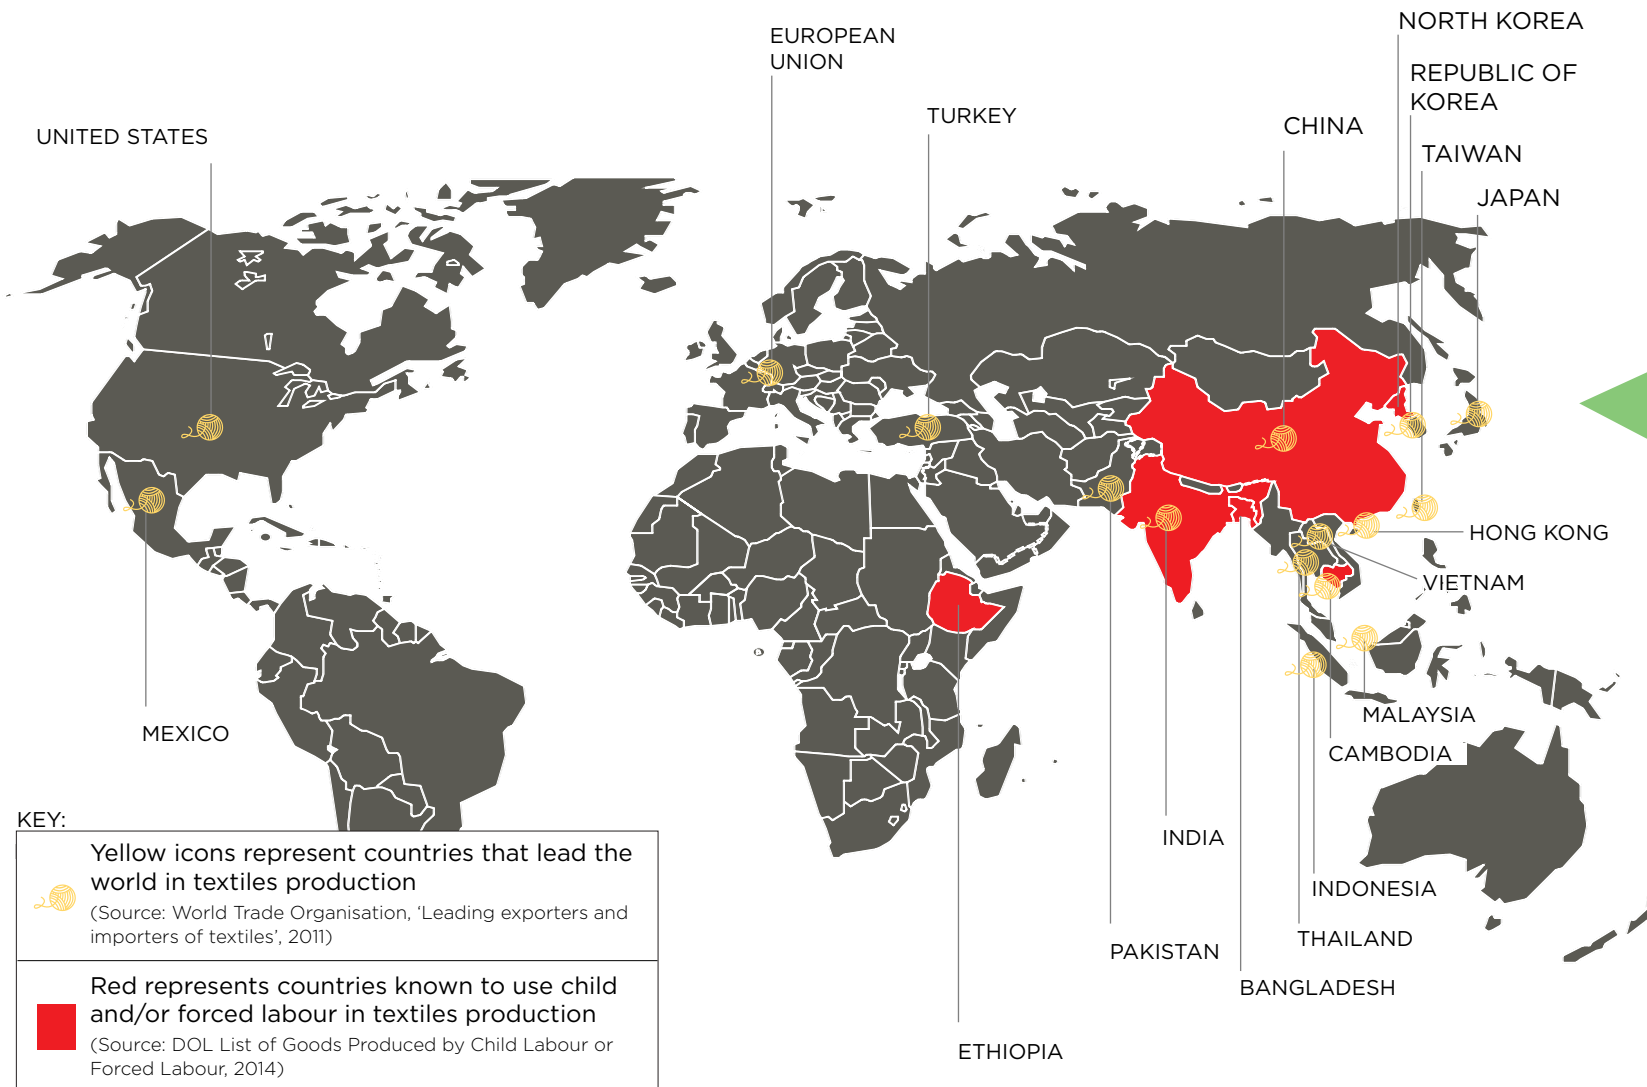 NORTH KOREA
EUROPEAN
UNION
REPUBLIC OF
KOREA
TURKEY
CHINA
UNITED STATES
TAIWAN
JAPAN
HONG KONG
VIETNAM
MALAYSIA
MEXICO
CAMBODIA
INDIA
INDONESIA
THAILAND
PAKISTAN
BANGLADESH
ETHIOPIA
KEY:
Yellow icons represent countries that lead the
world in textiles production
(Source: World Trade Organisation, ‘Leading exporters and
importers of textiles’, 2011)
Red represents countries known to use child
and/or forced labour in textiles production
(Source: DOL List of Goods Produced by Child Labour or
Forced Labour, 2014)